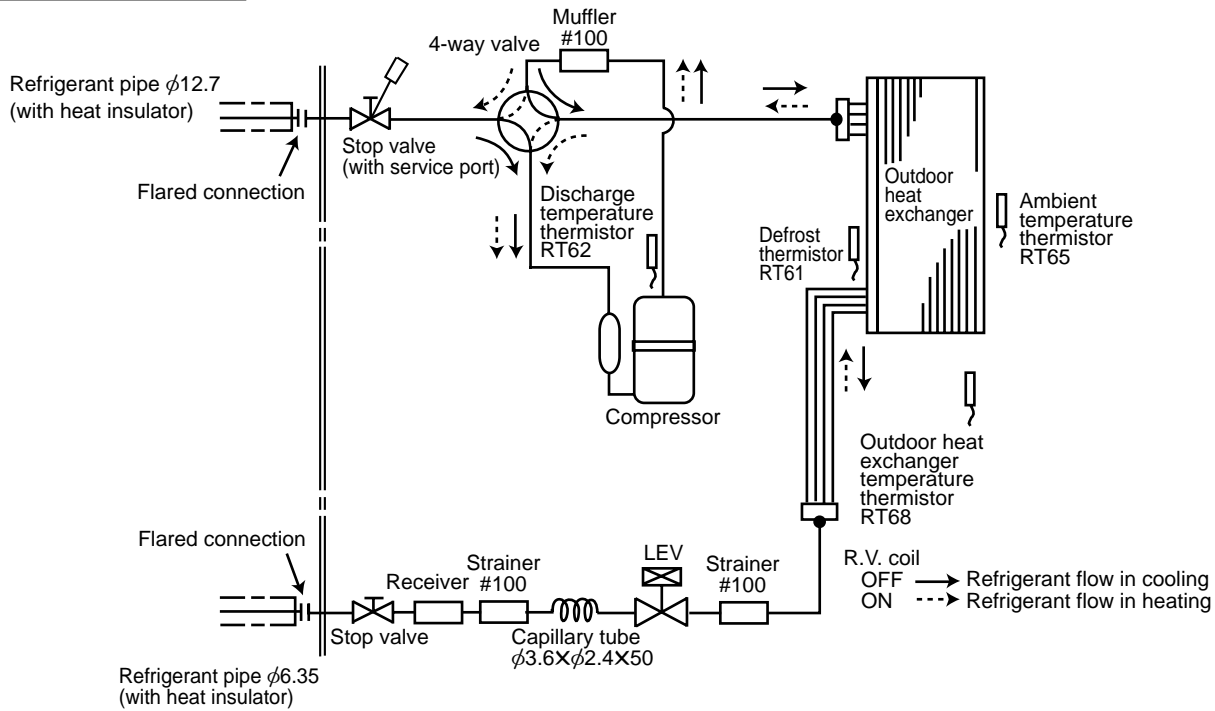 Muffler
#100
4-way valve
Refrigerant pipe ϕ12.7
(with heat insulator)
Stop valve
(with service port)
Flared connection
Discharge
temperature
thermistor
RT62
Outdoor
heat
exchanger
Ambient
temperature
thermistor
RT65
Defrost
thermistor
RT61
Compressor
Outdoor heat
exchanger
temperature
thermistor
RT68
Flared connection
Receiver
Strainer
#100
LEV
Strainer
#100
R.V. coil
OFF Refrigerant flow in cooling
ON Refrigerant flow in heating
Stop valve
Capillary tube
ϕ3.6×ϕ2.4×50
Refrigerant pipe ϕ6.35
(with heat insulator)